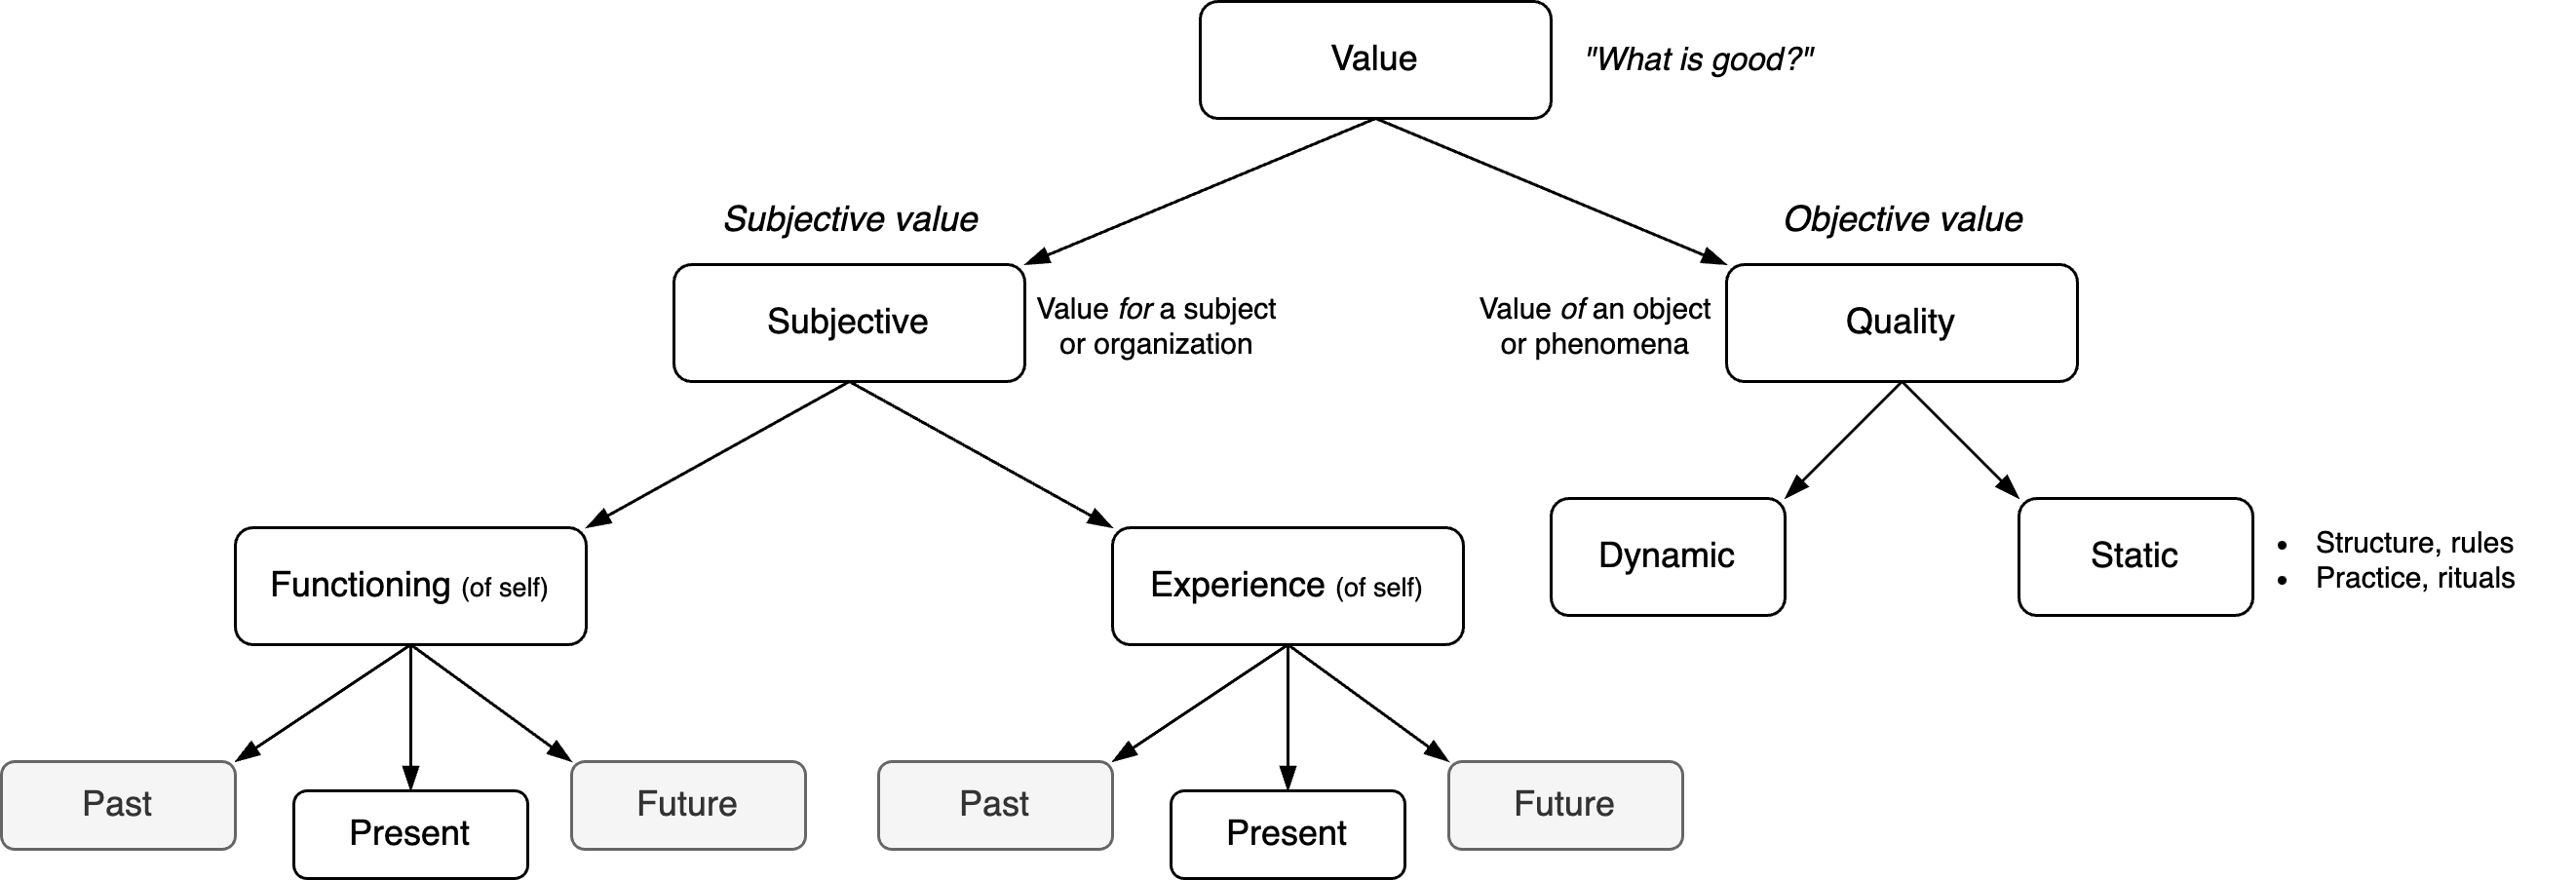 Value
"What is good?"
Subjective value
Objective value
Subjective
Value for a subject
or organization
Value of an object
or phenomena
Quality
Functioning (of self)
Experience (of self)
Dynamic
Static
• Structure, rules
• Practice, rituals
Past
Present
Future
Past
Present
Future